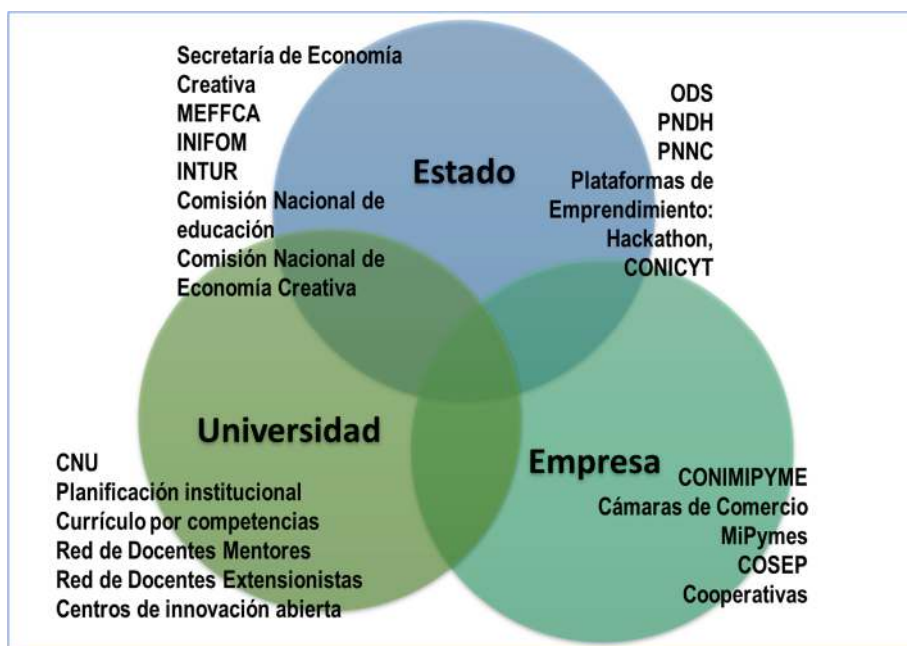 Secretaría de Economía
Creativa
MEFFCA
INIFOM
INTUR
Comisión Nacional de
educación
Comisión Nacional de
Economía Creativa
Estado
ODS
PNDH
PNNC
Plataformas de
Emprendimiento:
Hackathon,
CONICYT
Universidad
CNU
Planificación institucional
Currículo por competencias
Red de Docentes Mentores
Red de Docentes Extensionistas
Centros de innovación abierta
Empresa
CONIMIPYME
Cámaras de Comercio
MiPymes
COSEP
Cooperativas